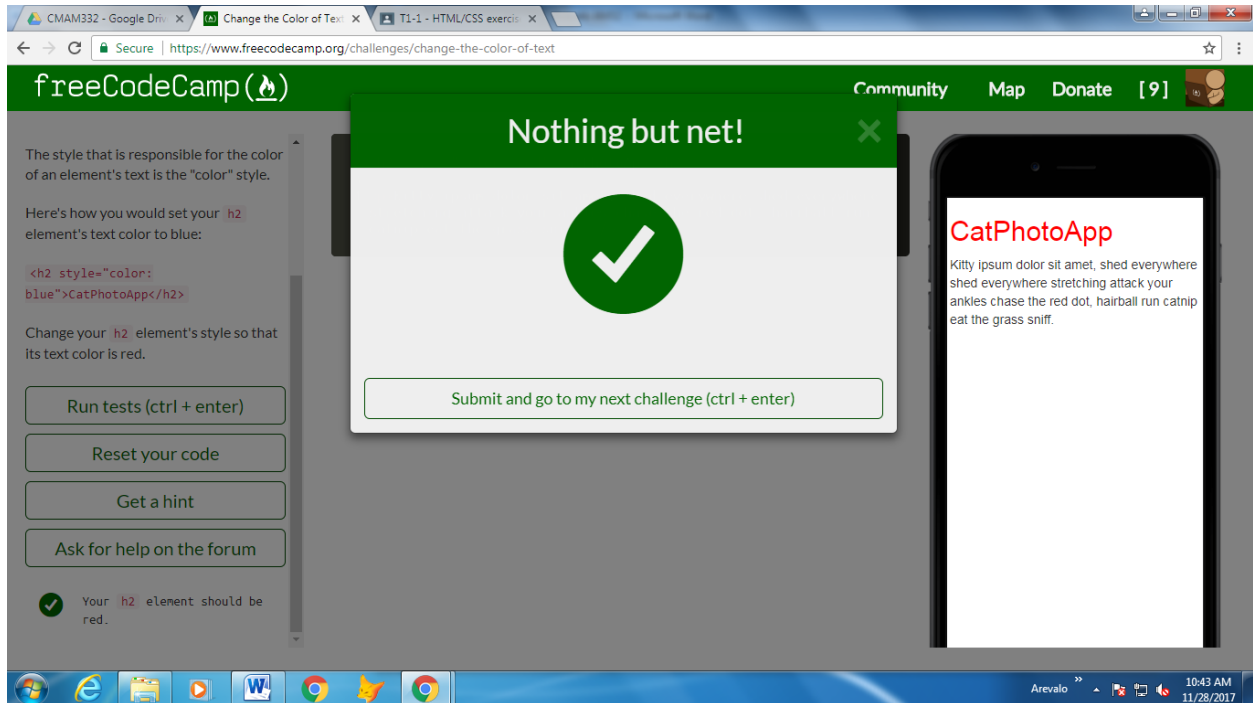 CMAM332 - Google Driv
Change the Color of Text
T1-1 - HTML/CSS exercis
Secure | https://www.freecodecamp.org/challenges/change-the-color-of-text
freeCodeCamp
Community Map Donate [9]
The style that is responsible for the color
of an element's text is the "color" style.
Here's how you would set your h2
element's text color to blue:
<h2 style="color:
blue">CatPhotoApp</h2>
Change your h2 element's style so that
its text color is red.
Run tests (ctrl + enter)
Reset your code
Get a hint
Ask for help on the forum
Your h2 element should be
red.
Nothing but net!
Submit and go to my next challenge (ctrl + enter)
CatPhotoApp
Kitty ipsum dolor sit amet, shed everywhere
shed everywhere stretching attack your
ankles chase the red dot, hairball run catnip
eat the grass sniff.
Arevalo
10:43 AM
11/28/2017